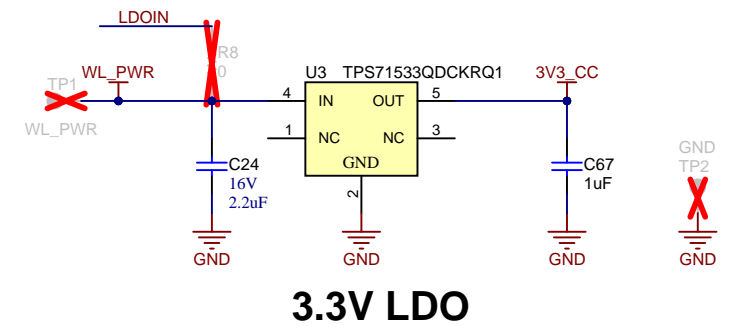 LDOIN
R8
0
TP1
WL_PWR
WL_PWR
U3 TPS71533QDCKRQ1
3V3_CC
4 IN OUT 5
1 NC NC 3
GND
2
C24
16V
2.2uF
C67
1uF
GND
TP2
GND
GND
GND
GND
3.3V LDO